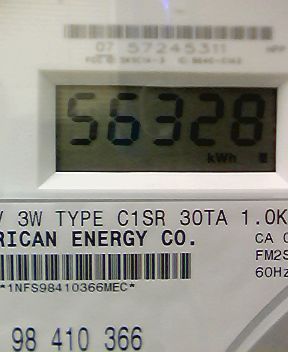 07 57245311
56328
kWh
V 3W TYPE C1SR 30TA 1.0K
RICAN ENERGY CO.
CA
FM2S
60Hz
*1NFS98410366MEC*
98 410 366